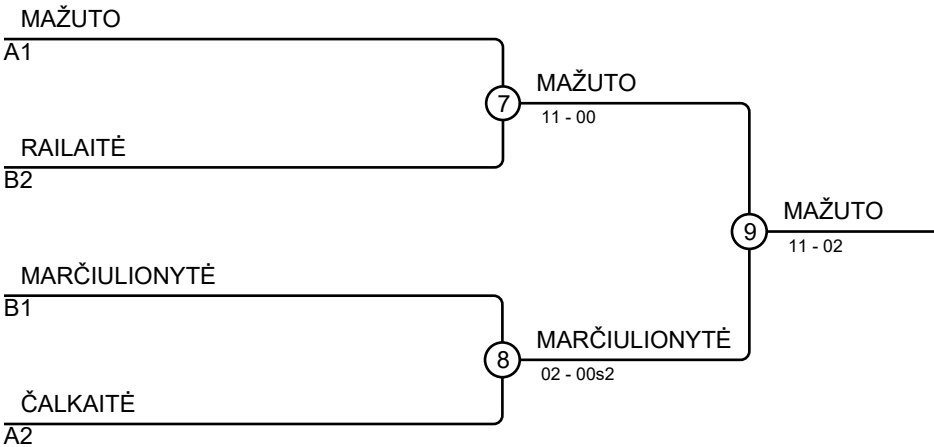 MAŽUTO
A1
7
MAŽUTO
11 - 00
RAILAITĖ
B2
9
MAŽUTO
11 - 02
MARČIULIONYTĖ
B1
8
MARČIULIONYTĖ
02 - 00s2
ČALKAITĖ
A2